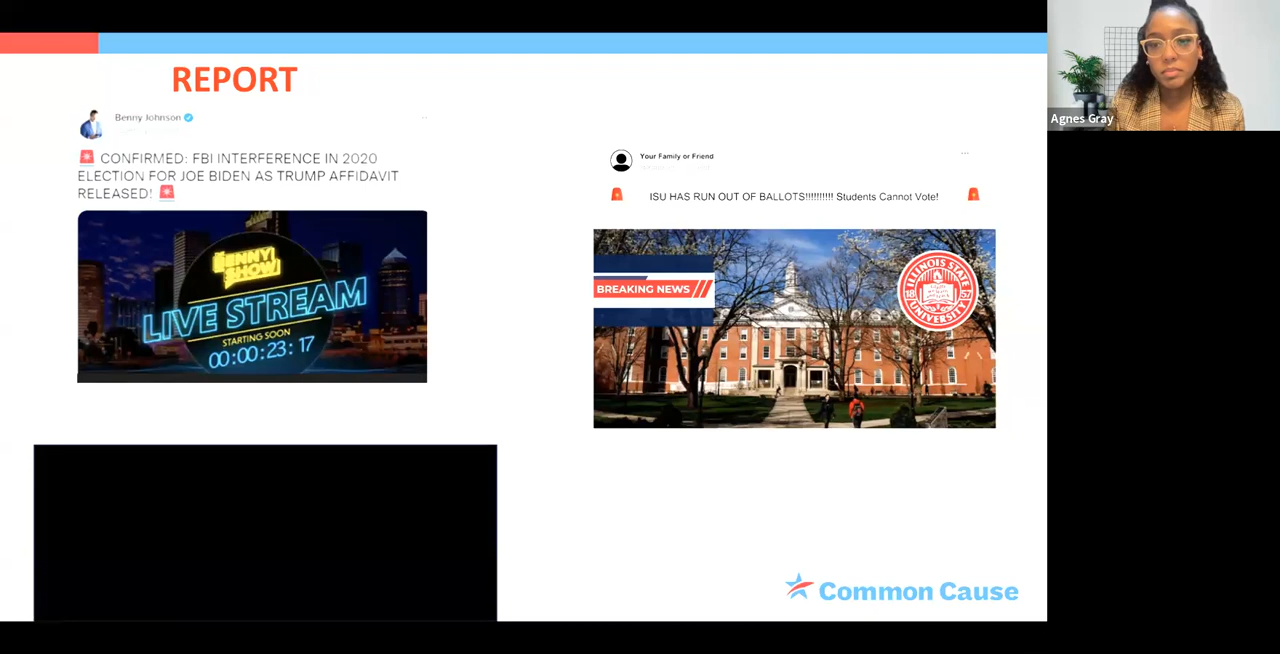 REPORT
Benny Johnson
🚨 CONFIRMED: FBI INTERFERENCE IN 2020
ELECTION FOR JOE BIDEN AS TRUMP AFFIDAVIT
RELEASED! 🚨
BENNY
SHOW
LIVE STREAM
STARTING SOON
00:00:23:17
Your Family or Friend
🚨 ISU HAS RUN OUT OF BALLOTS!!!!!!!!!! Students Cannot Vote! 🚨
BREAKING NEWS
ILLINOIS STATE
18 57
UNIVERSITY
Common Cause
Agnes Gray